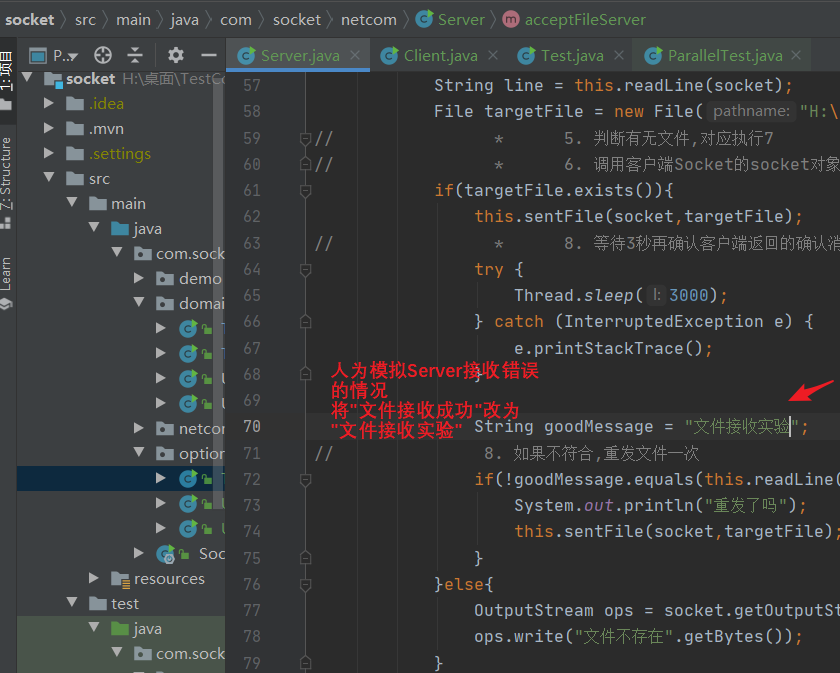 socket src main java com socket netcom Server acceptFileServer
1: 项目
Z: Structure
Learn
P..
Server.java Client.java Test.java ParallelTest.java
socket H:\桌面\TestC
.idea
.mvn
.settings
src
main
java
com.sock
demo
domai
netcor
option
Soc
resources
test
java
com.sock
57 String line = this.readLine(socket);
58 File targetFile = new File( pathname: "H:\
59 // * 5. 判断有无文件,对应执行7
60 // * 6. 调用客户端Socket的socket对象
61 if(targetFile.exists()){
62 this.sentFile(socket,targetFile);
63 // * 8. 等待3秒再确认客户端返回的确认消
64 try {
65 Thread.sleep( l: 3000);
66 } catch (InterruptedException e) {
67 e.printStackTrace();
68 }
69
70 String goodMessage = "文件接收实验";
71 // 8. 如果不符合,重发文件一次
72 if(!goodMessage.equals(this.readLine(
73 System.out.println("重发了吗");
74 this.sentFile(socket,targetFile);
75 }
76 }else{
77 OutputStream ops = socket.getOutputSt
78 ops.write("文件不存在".getBytes());
79 }
人为模拟Server接收错误
的情况
将"文件接收成功"改为
"文件接收实验"